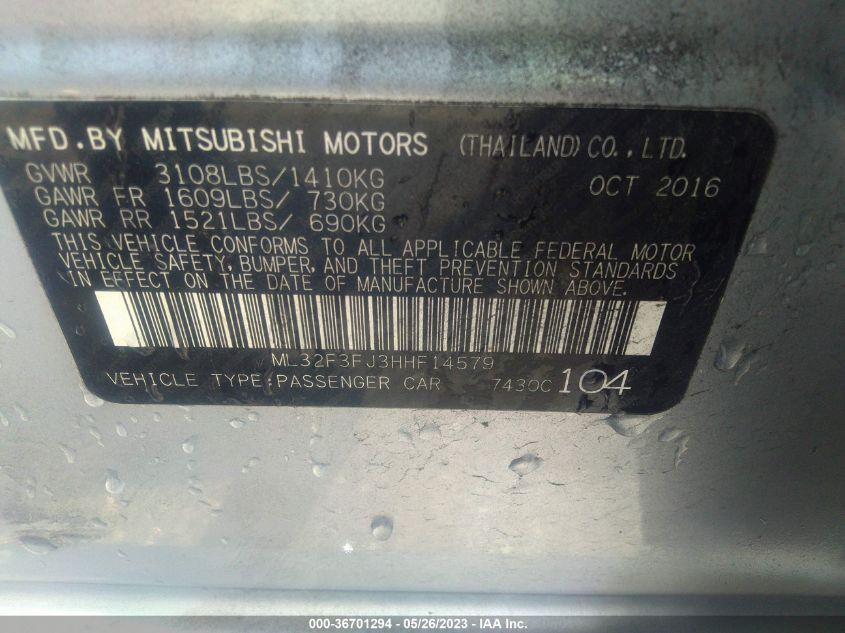 MFD.BY MITSUBISHI MOTORS (THAILAND) CO., LTD.
GVWR 3108LBS/1410KG OCT 2016
GAWR FR 1609LBS/ 730KG
GAWR RR 1521LBS/ 690KG
THIS VEHICLE CONFORMS TO ALL APPLICABLE FEDERAL MOTOR
VEHICLE SAFETY, BUMPER, AND THEFT PREVENTION STANDARDS
IN EFFECT ON THE DATE OF MANUFACTURE SHOWN ABOVE.
ML32F3FJ3HHF14579
VEHICLE TYPE:PASSENGER CAR 7430C 104
000-36701294 - 05/26/2023 - IAA Inc.